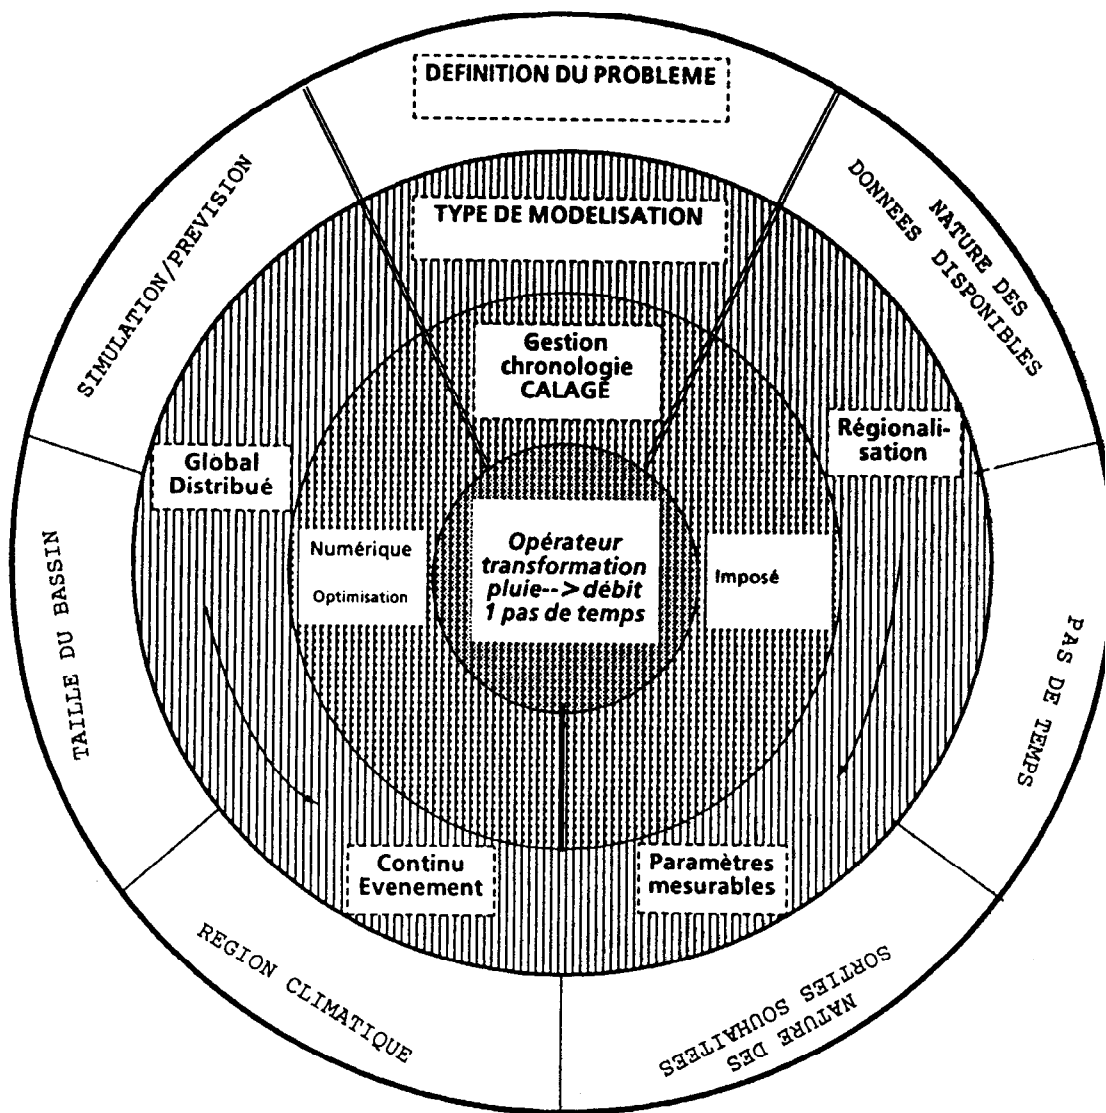 DEFINITION DU PROBLEME
TYPE DE MODELISATION
Gestion
chronologie
CALAGE
SIMULATION/PREVISION
NATURE DES
DONNEES DISPONIBLES
Régionali-
sation
Global
Distribué
Numérique
Optimisation
Opérateur
transformation
pluie--> débit
1 pas de temps
Imposé
TAILLE DU BASSIN
PAS DE TEMPS
Continu
Evenement
Paramètres
mesurables
REGION CLIMATIQUE
NATURE DES
SORTIES SOUHAITEES